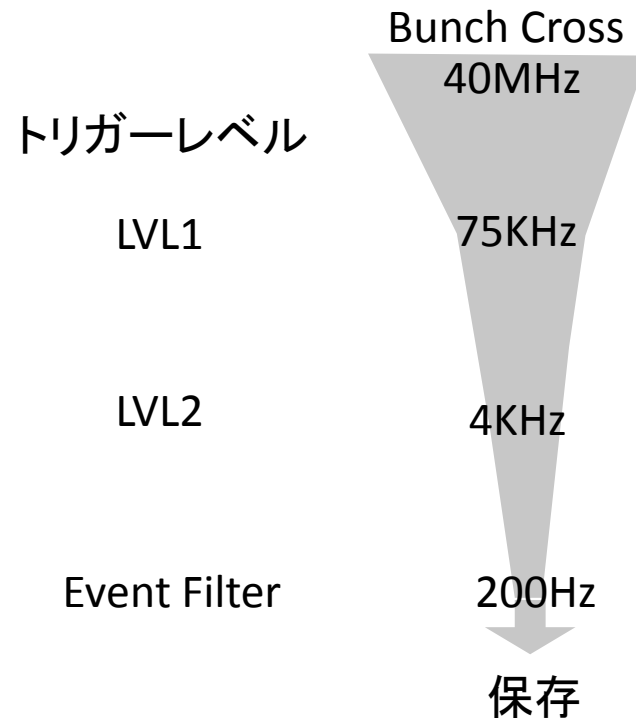 Bunch Cross
40MHz
トリガーレベル
LVL1 75KHz
LVL2 4KHz
Event Filter 200Hz
保存